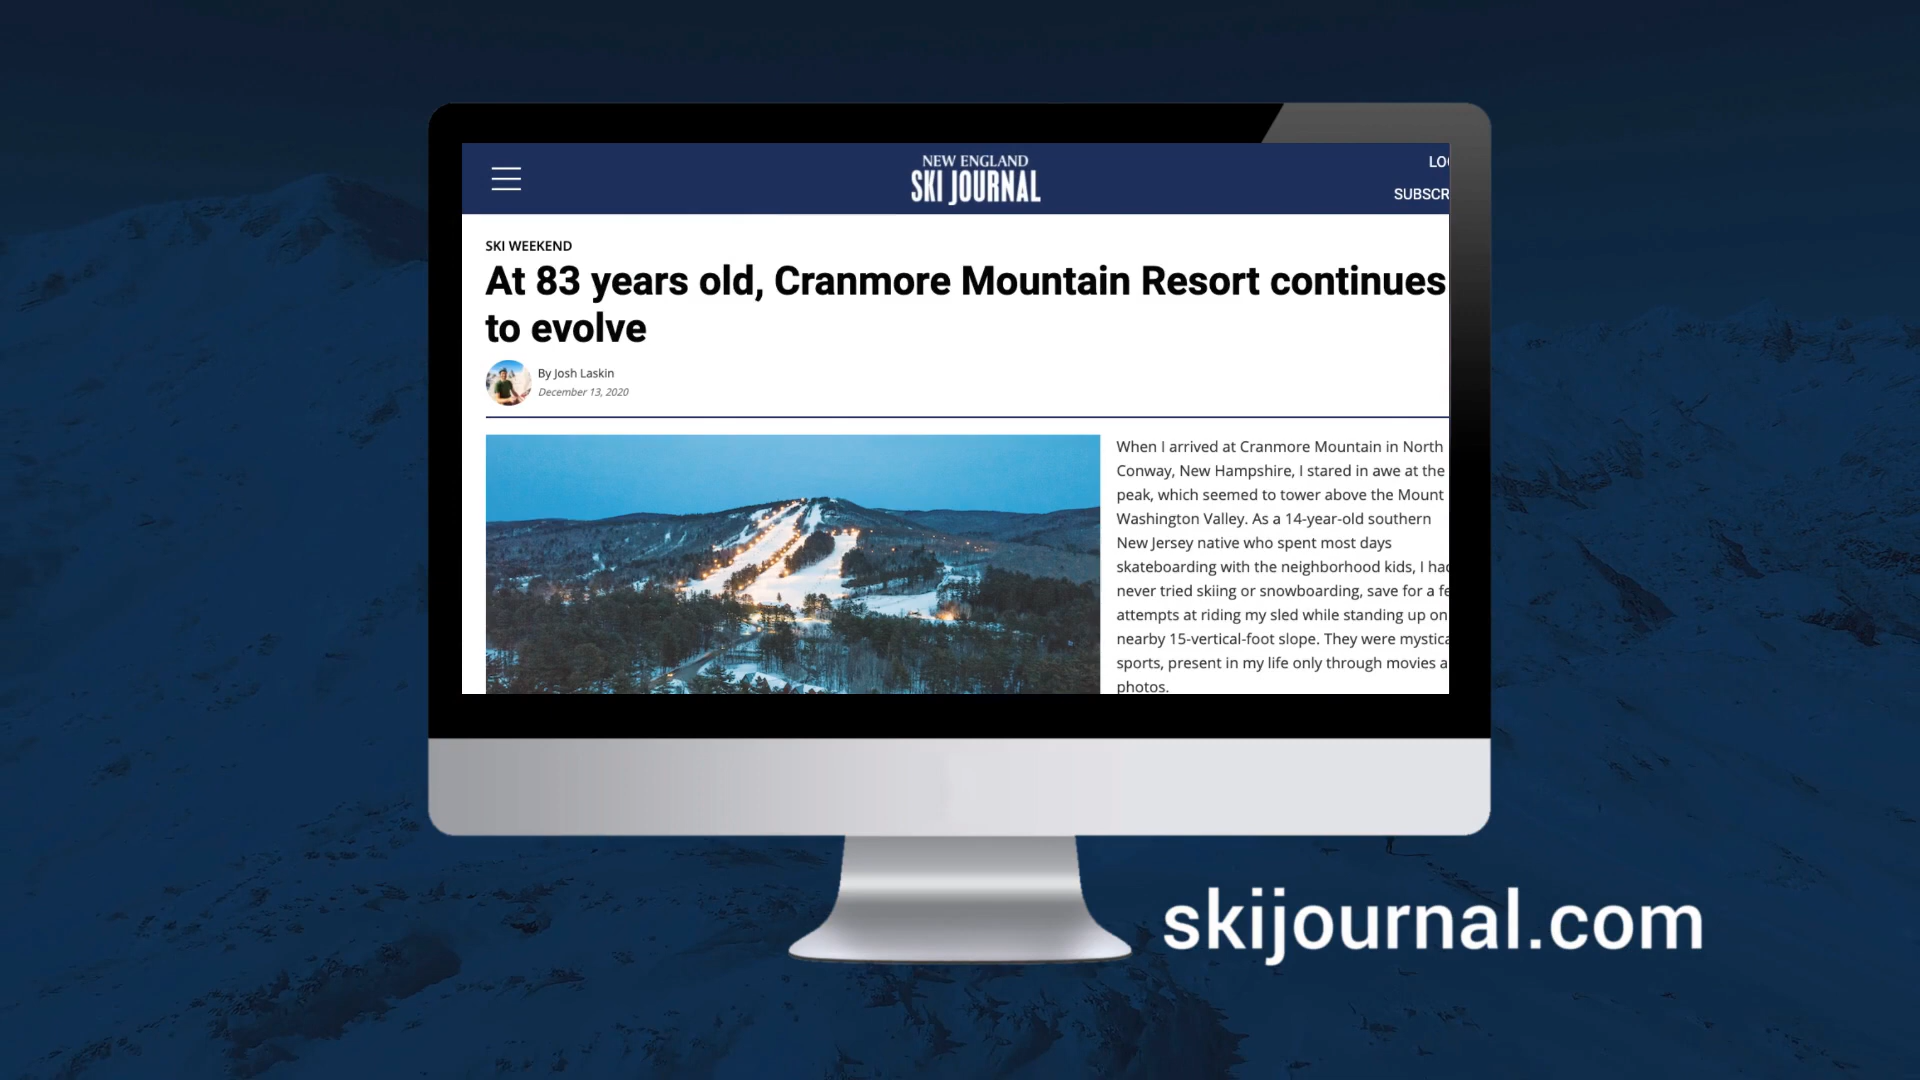 NEW ENGLAND
SKI JOURNAL
SUBSCR
SKI WEEKEND
At 83 years old, Cranmore Mountain Resort continues
to evolve
By Josh Laskin
December 13, 2020
When I arrived at Cranmore Mountain in North
Conway, New Hampshire, I stared in awe at the
peak, which seemed to tower above the Mount
Washington Valley. As a 14-year-old southern
New Jersey native who spent most days
skateboarding with the neighborhood kids, I had
never tried skiing or snowboarding, save for a fe
attempts at riding my sled while standing up on
nearby 15-vertical-foot slope. They were mystica
sports, present in my life only through movies a
photos.
skijournal.com